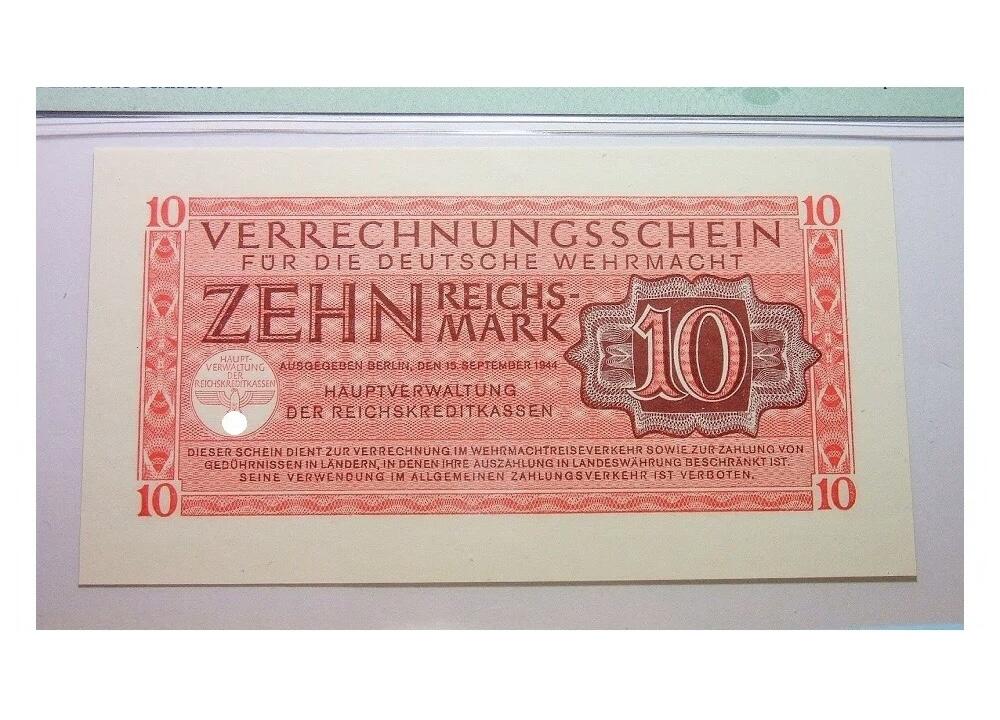 10 10
VERRECHNUNGSSCHEIN
FÜR DIE DEUTSCHE WEHRMACHT
ZEHN REICHS-
MARK
10
AUSGEGEBEN BERLIN, DEN 15. SEPTEMBER 1944
HAUPTVERWALTUNG
DER REICHSKREDITKASSEN
HAUPT-
VERWALTUNG
DER
REICHSKREDITKASSEN
DIESER SCHEIN DIENT ZUR VERRECHNUNG IM WEHRMACHTREISEVERKEHR SOWIE ZUR ZAHLUNG VON
GEDÜHRNISSEN IN LÄNDERN, IN DENEN IHRE AUSZAHLUNG IN LANDESWÄHRUNG BESCHRÄNKT IST.
SEINE VERWENDUNG IM ALLGEMEINEN ZAHLUNGSVERKEHR IST VERBOTEN.
10 10